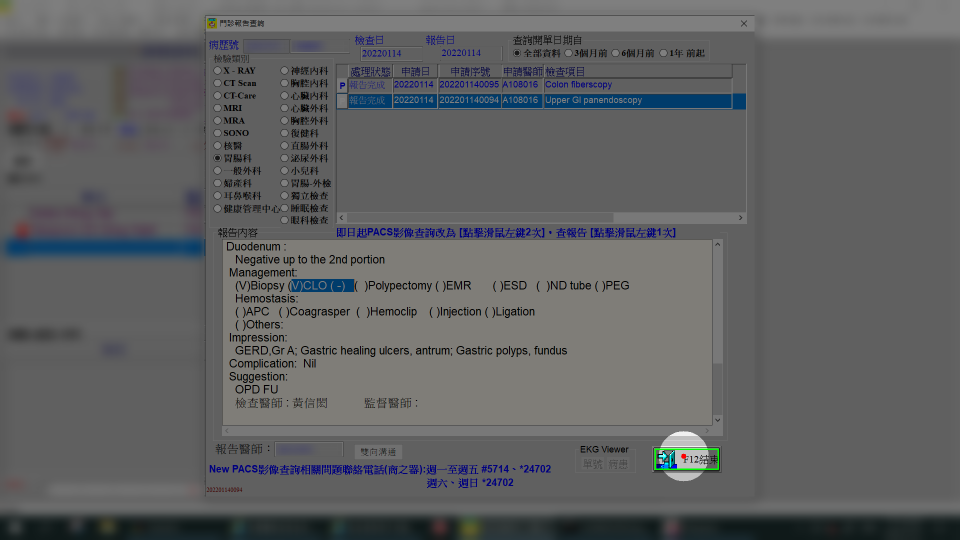 門診報告查詢
病歷號
檢查日
20220114
報告日
20220114
查詢開單日期自
全部資料 3個月前 6個月前 1年 前起
檢驗類別
X - RAY 神經內科
CT Scan 胸腔內科
CT-Care 心臟內科
MRI 心臟外科
MRA 胸腔外科
SONO 復健科
核醫 直腸外科
胃腸科 泌尿外科
一般外科 小兒科
婦產科 胃腸-外檢
耳鼻喉科 獨立檢查
健康管理中心 睡眠檢查
眼科檢查
處理狀態 申請日 申請序號 申請醫師 檢查項目
P 報告完成 20220114 202201140095 A108016 Colon fiberscopy
報告完成 20220114 202201140094 A108016 Upper GI panendoscopy
報告內容
即日起PACS影像查詢改為 [點擊滑鼠左鍵2次]，查報告 [點擊滑鼠左鍵1次]
Duodenum :
Negative up to the 2nd portion
Management:
(V)Biopsy (V)CLO ( -) ( )Polypectomy ( )EMR ( )ESD ( )ND tube ( )PEG
Hemostasis:
( )APC ( )Coagrasper ( )Hemoclip ( )Injection ( )Ligation
( )Others:
Impression:
GERD,Gr A; Gastric healing ulcers, antrum; Gastric polyps, fundus
Complication: Nil
Suggestion:
OPD FU
檢查醫師 : 黃信閎 監督醫師 :
報告醫師：
雙向溝通
EKG Viewer
單號 病患
F12結束
New PACS影像查詢相關問題聯絡電話(商之器):週一至週五 #5714、*24702
週六、週日 *24702
202201140094